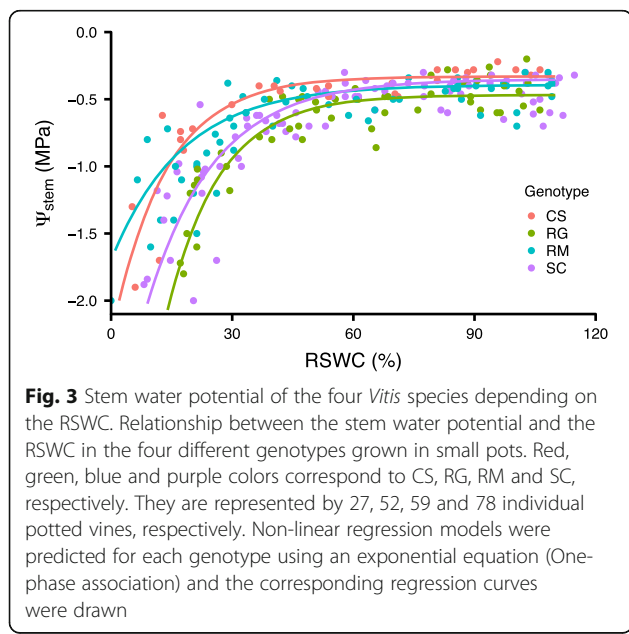 0.0
−0.5
−1.0
−1.5
−2.0
Ψstem (MPa)
Genotype
CS
RG
RM
SC
0 30 60 90 120
RSWC (%)
Fig. 3 Stem water potential of the four Vitis species depending on
the RSWC. Relationship between the stem water potential and the
RSWC in the four different genotypes grown in small pots. Red,
green, blue and purple colors correspond to CS, RG, RM and SC,
respectively. They are represented by 27, 52, 59 and 78 individual
potted vines, respectively. Non-linear regression models were
predicted for each genotype using an exponential equation (One-
phase association) and the corresponding regression curves
were drawn